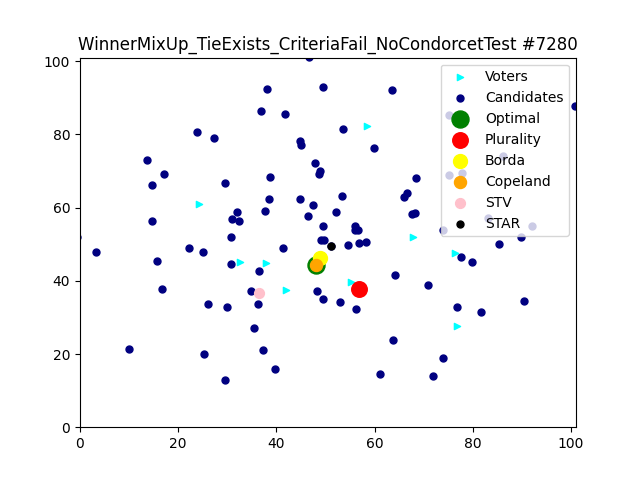 WinnerMixUp_TieExists_CriteriaFail_NoCondorcetTest #7280
100
80
60
40
20
0
0 20 40 60 80 100
Voters
Candidates
Optimal
Plurality
Borda
Copeland
STV
STAR